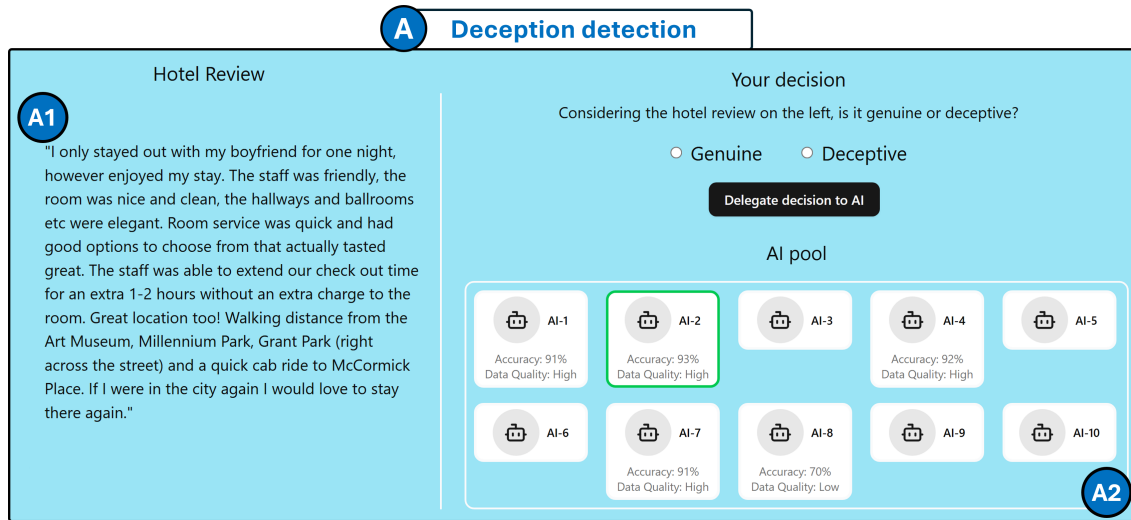 A Deception detection
Hotel Review
A1
"I only stayed out with my boyfriend for one night,
however enjoyed my stay. The staff was friendly, the
room was nice and clean, the hallways and ballrooms
etc were elegant. Room service was quick and had
good options to choose from that actually tasted
great. The staff was able to extend our check out time
for an extra 1-2 hours without an extra charge to the
room. Great location too! Walking distance from the
Art Museum, Millennium Park, Grant Park (right
across the street) and a quick cab ride to McCormick
Place. If I were in the city again I would love to stay
there again."
Your decision
Considering the hotel review on the left, is it genuine or deceptive?
Genuine Deceptive
Delegate decision to AI
AI pool
AI-1
Accuracy: 91%
Data Quality: High
AI-2
Accuracy: 93%
Data Quality: High
AI-3
AI-4
Accuracy: 92%
Data Quality: High
AI-5
AI-6
AI-7
Accuracy: 91%
Data Quality: High
AI-8
Accuracy: 70%
Data Quality: Low
AI-9
AI-10
A2